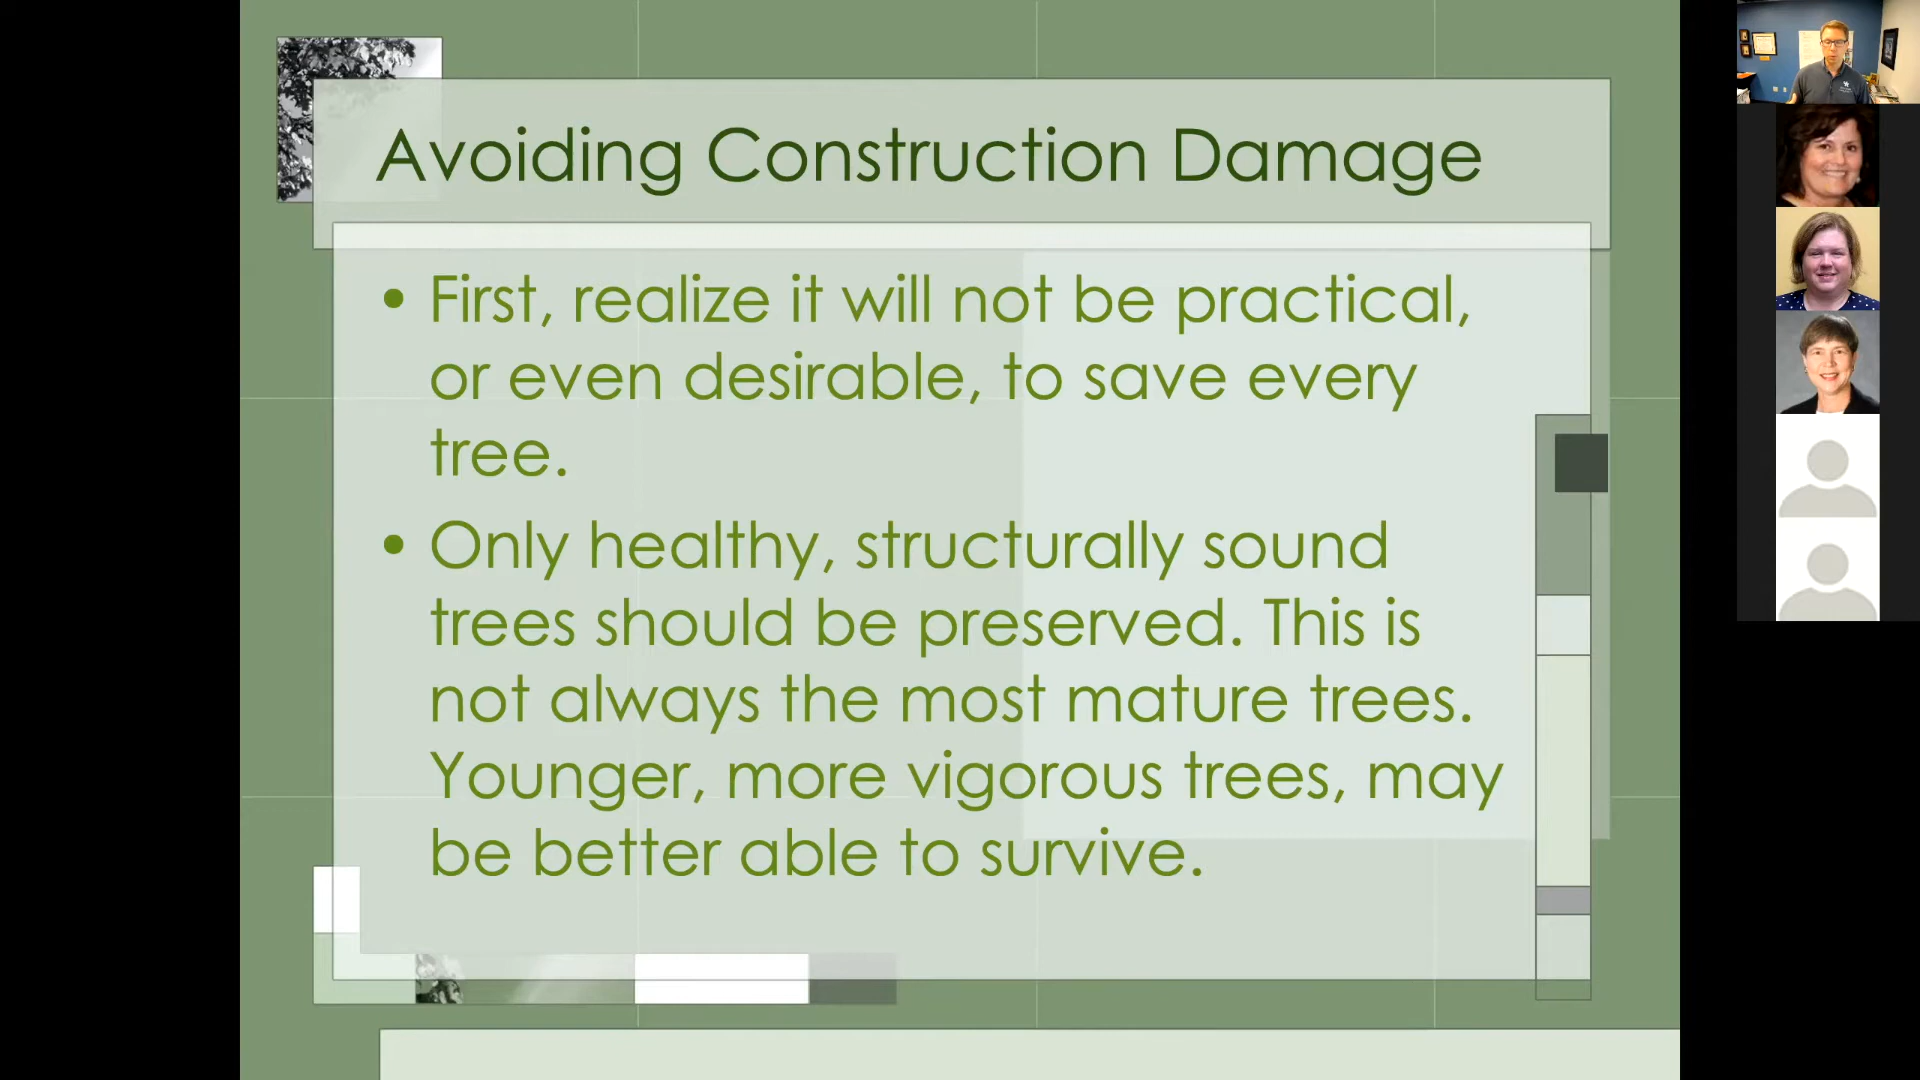 Avoiding Construction Damage
• First, realize it will not be practical,
or even desirable, to save every
tree.
• Only healthy, structurally sound
trees should be preserved. This is
not always the most mature trees.
Younger, more vigorous trees, may
be better able to survive.